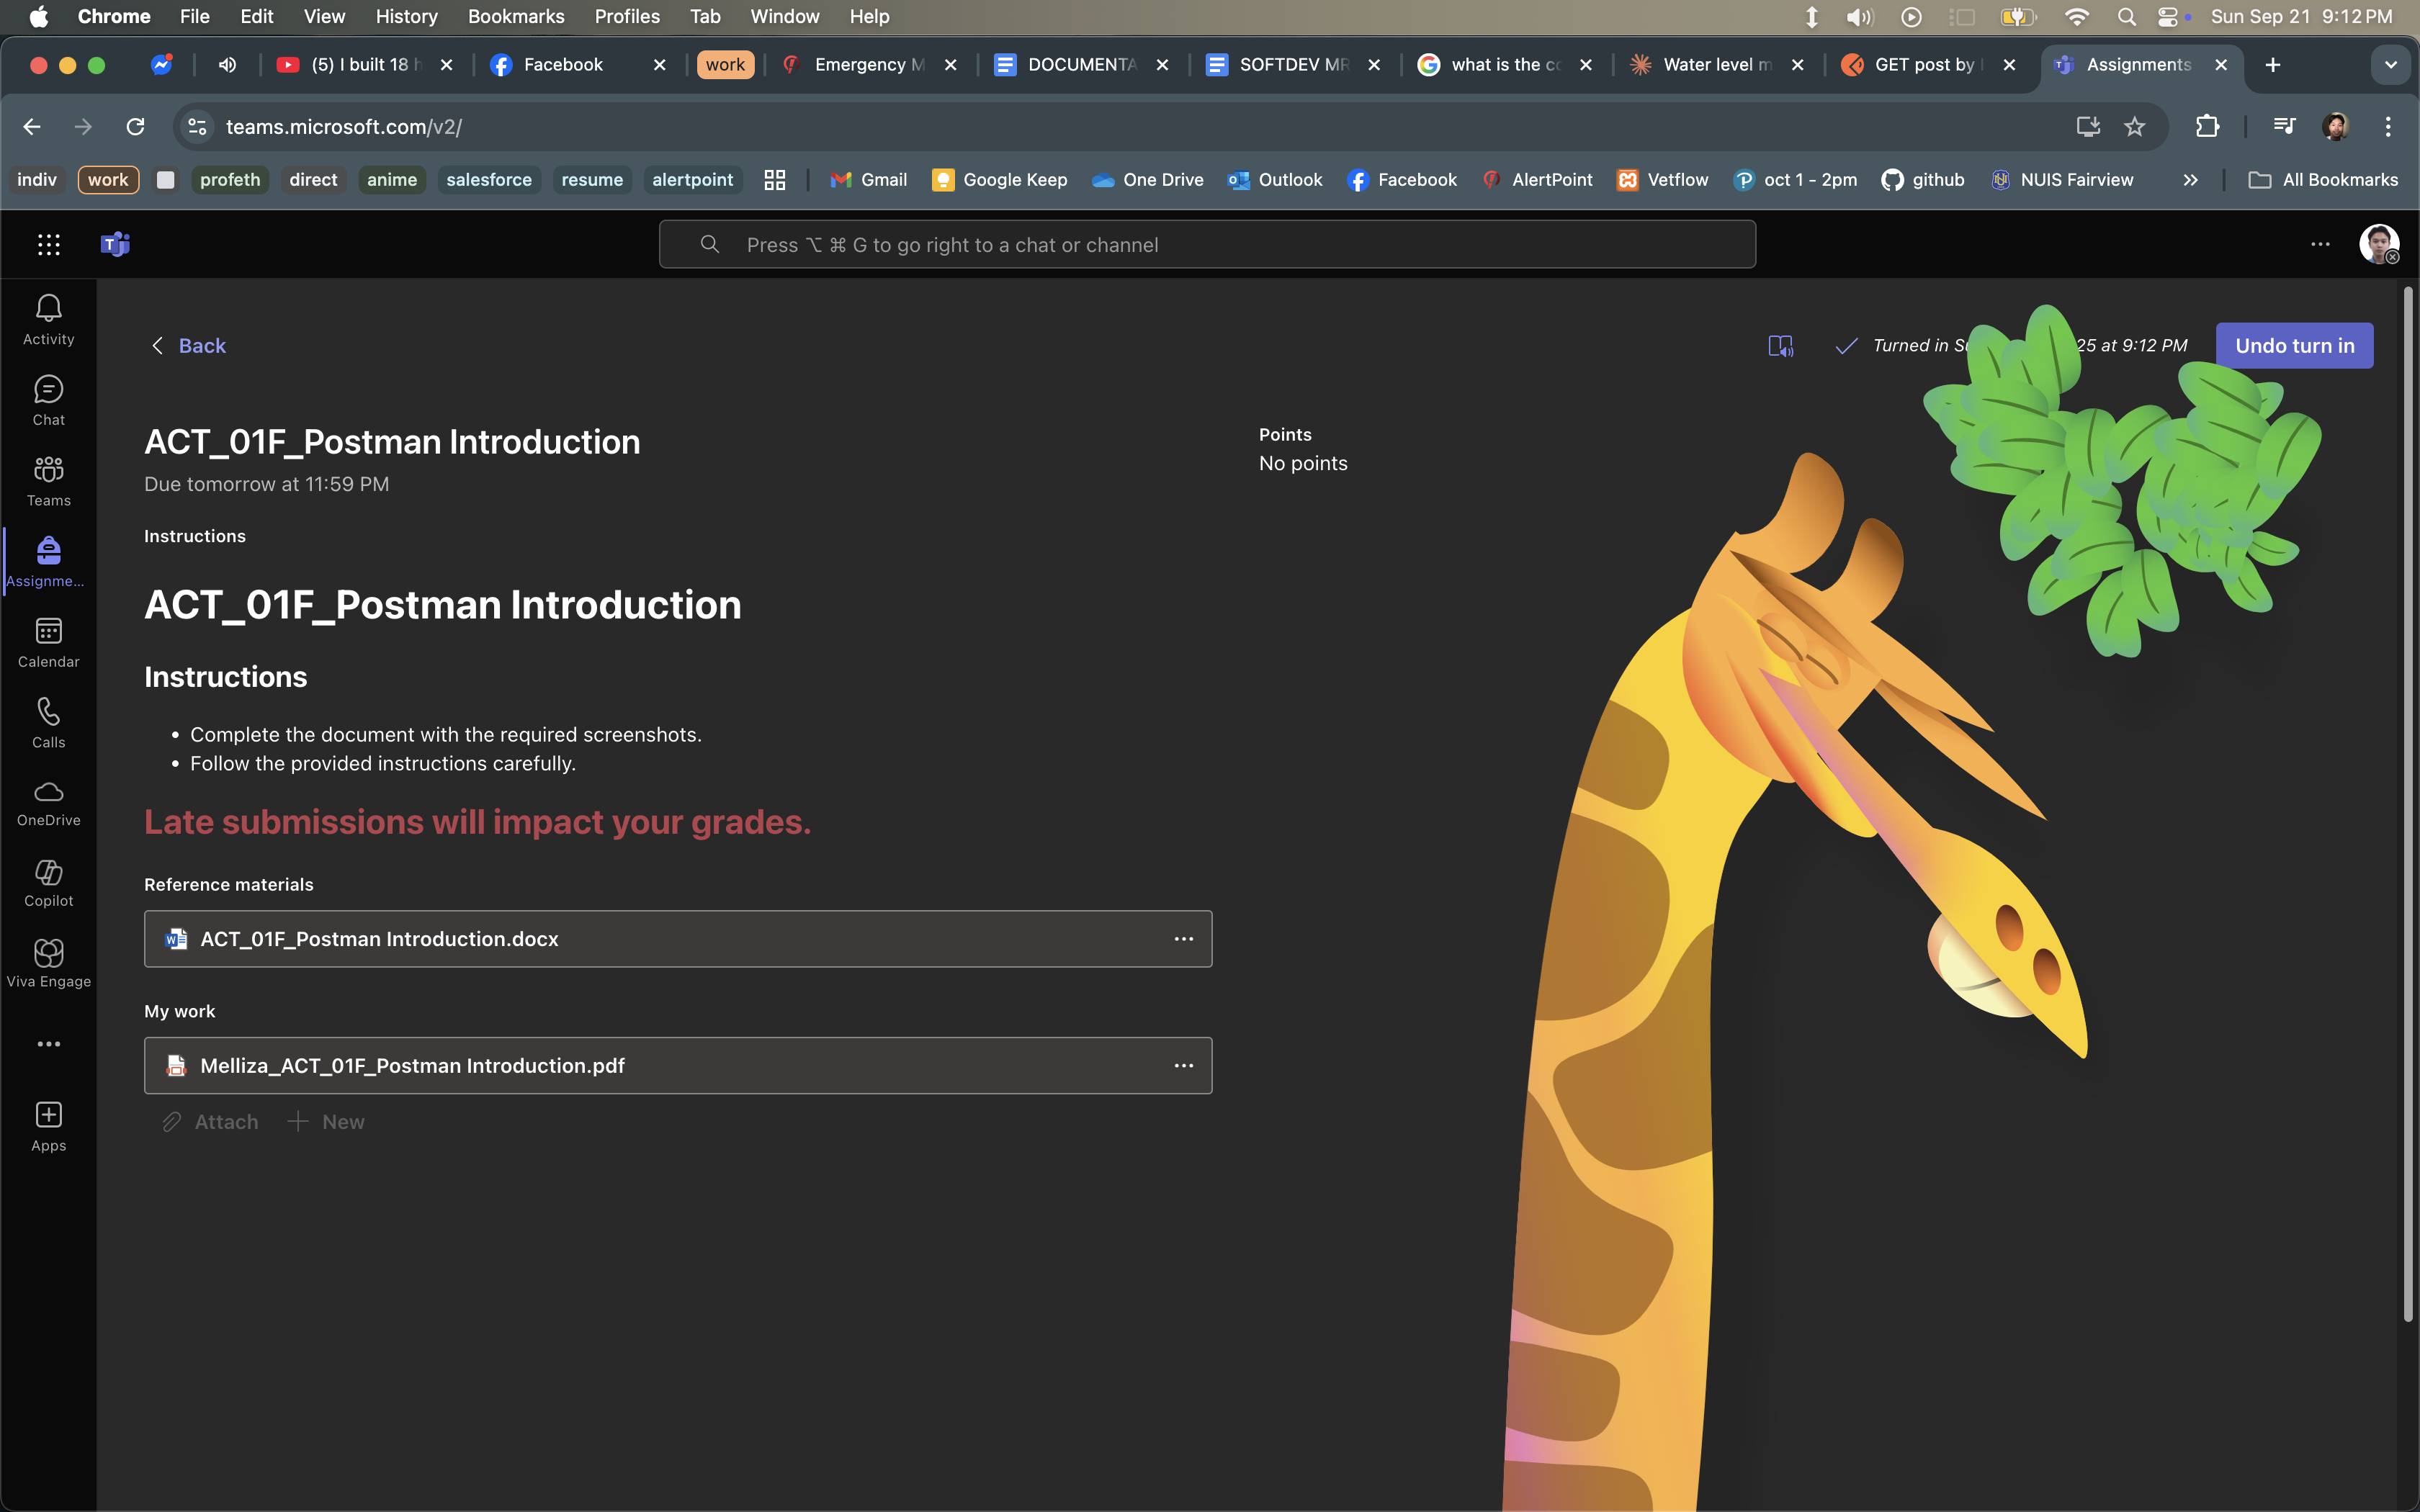 Chrome File Edit View History Bookmarks Profiles Tab Window Help Sun Sep 21 9:12 PM
(5) I built 18 Facebook work Emergency DOCUMENTA SOFTDEV what is the Water level GET post by Assignments
teams.microsoft.com/v2/
indiv work profeth direct anime salesforce resume alertpoint Gmail Google Keep One Drive Outlook Facebook AlertPoint Vetflow oct 1 - 2pm github NUIS Fairview All Bookmarks
Press ⌥ ⌘ G to go right to a chat or channel
Activity
Chat
Teams
Assignme...
Calendar
Calls
OneDrive
Copilot
Viva Engage
Apps
Back
Turned in 25 at 9:12 PM
Undo turn in
ACT_01F_Postman Introduction
Due tomorrow at 11:59 PM
Points
No points
Instructions
ACT_01F_Postman Introduction
Instructions
• Complete the document with the required screenshots.
• Follow the provided instructions carefully.
Late submissions will impact your grades.
Reference materials
ACT_01F_Postman Introduction.docx
My work
Melliza_ACT_01F_Postman Introduction.pdf
Attach New